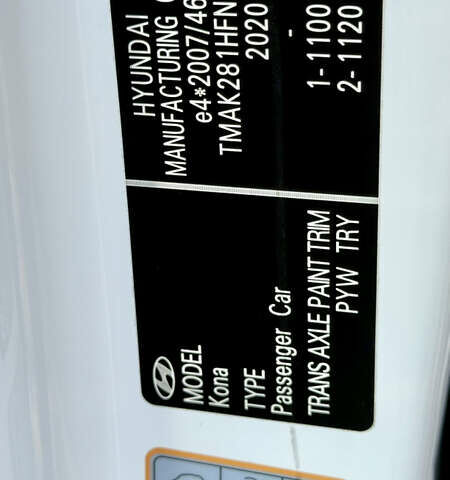 HYUNDAI
MANUFACTURING
e4*2007/46
TMAK281HFN
2020
-
1-1100
2-1120
MODEL
Kona
TYPE
Passenger Car
TRANS AXLE PAINT TRIM
PYW TRY